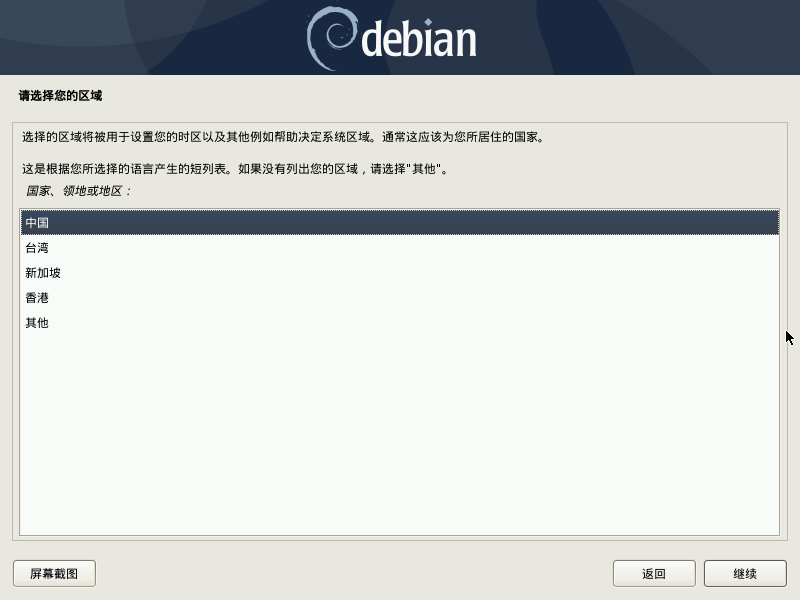 debian
请选择您的区域
选择的区域将被用于设置您的时区以及其他例如帮助决定系统区域。通常这应该为您所居住的国家。
这是根据您所选择的语言产生的短列表。如果没有列出您的区域，请选择"其他"。
国家、领地或地区：
中国
台湾
新加坡
香港
其他
屏幕截图
返回
继续